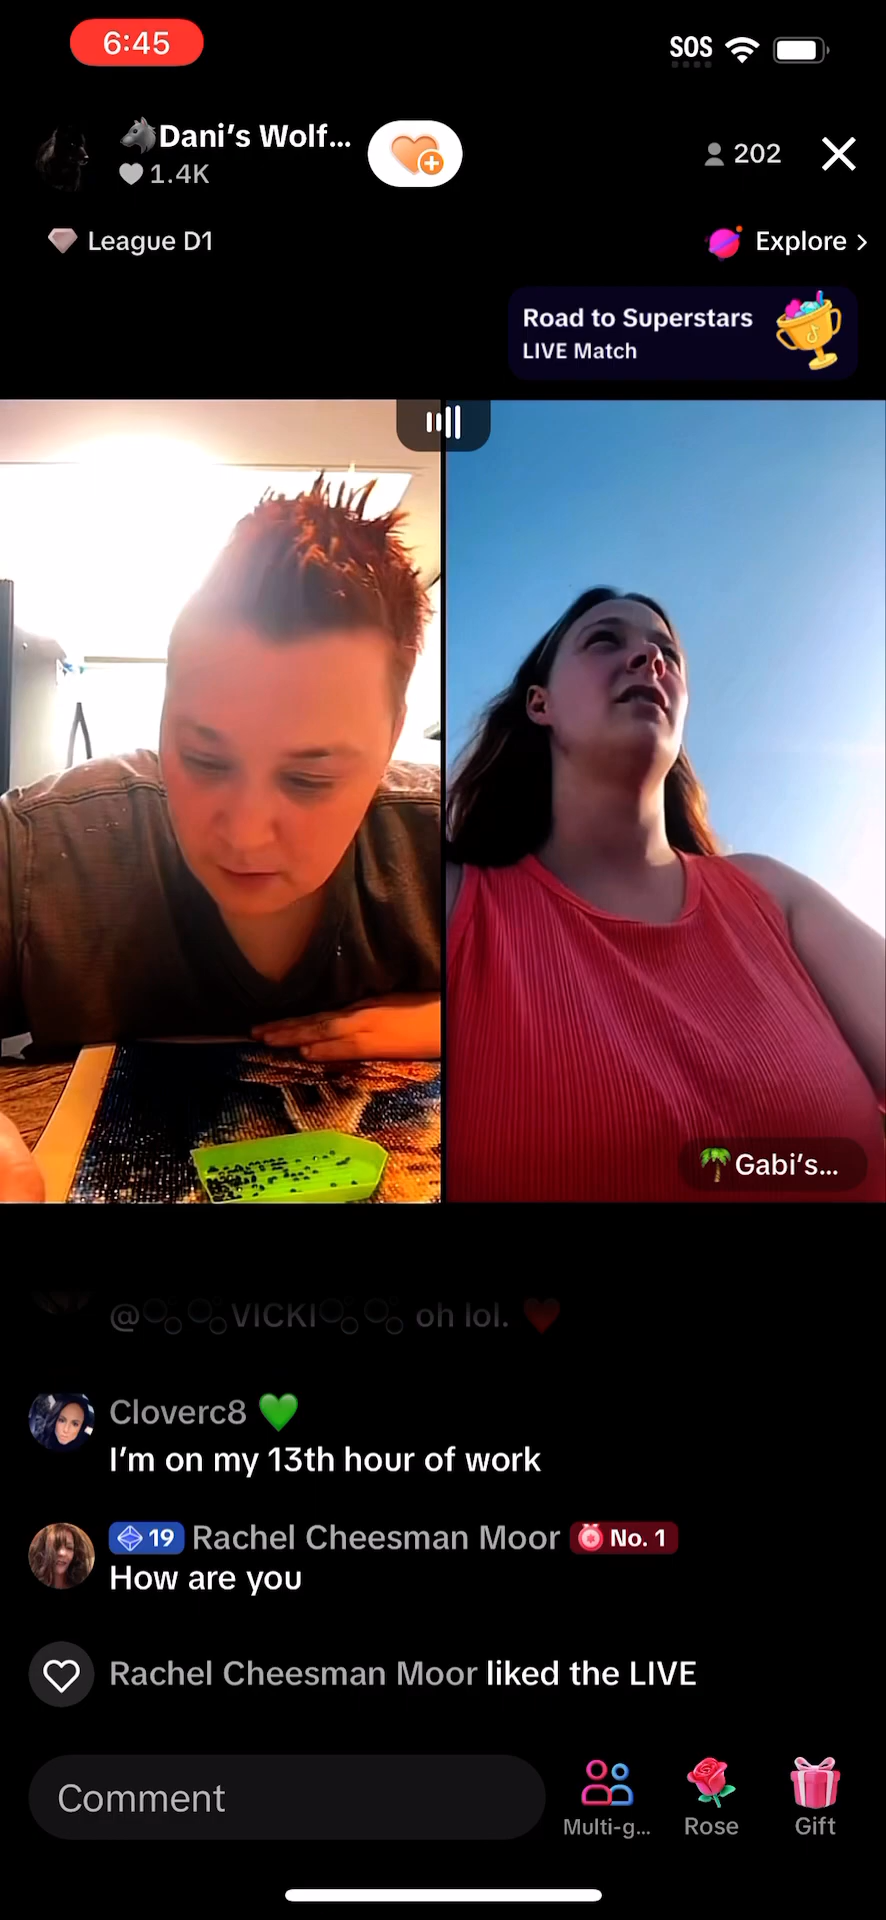 6:45
SOS
🐺Dani's Wolf...
1.4K
202
League D1
Explore >
Road to Superstars
LIVE Match
🌴Gabi's...
@🫧🫧VICKI🫧🫧 oh lol. ❤️
Cloverc8 💚
I'm on my 13th hour of work
19 Rachel Cheesman Moor No. 1
How are you
Rachel Cheesman Moor liked the LIVE
Comment
Multi-g...
Rose
Gift